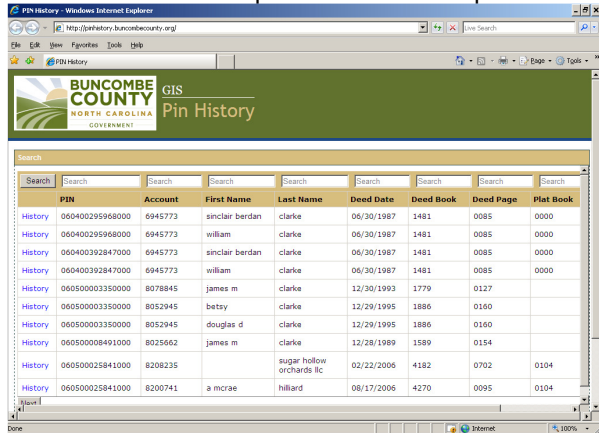 PIN History - Windows Internet Explorer
http://pinhistory.buncombecounty.org/
Live Search
File Edit View Favorites Tools Help
PIN History
Page Tools
BUNCOMBE
COUNTY
NORTH CAROLINA
GOVERNMENT
GIS
Pin History
Search
Search Search Search Search Search Search Search Search Search
PIN Account First Name Last Name Deed Date Deed Book Deed Page Plat Book
History 060400295968000 6945773 sinclair berdan clarke 06/30/1987 1481 0085 0000
History 060400295968000 6945773 william clarke 06/30/1987 1481 0085 0000
History 060400392847000 6945773 sinclair berdan clarke 06/30/1987 1481 0085 0000
History 060400392847000 6945773 william clarke 06/30/1987 1481 0085 0000
History 060500003350000 8078845 james m clarke 12/30/1993 1779 0127
History 060500003350000 8052945 betsy clarke 12/29/1995 1886 0160
History 060500003350000 8052945 douglas d clarke 12/29/1995 1886 0160
History 060500008491000 8025662 james m clarke 12/28/1989 1589 0154
History 060500025841000 8208235 sugar hollow orchards llc 02/22/2006 4182 0702 0104
History 060500025841000 8200741 a mcrae hilliard 08/17/2006 4270 0095 0104
Next
Done Internet 100%